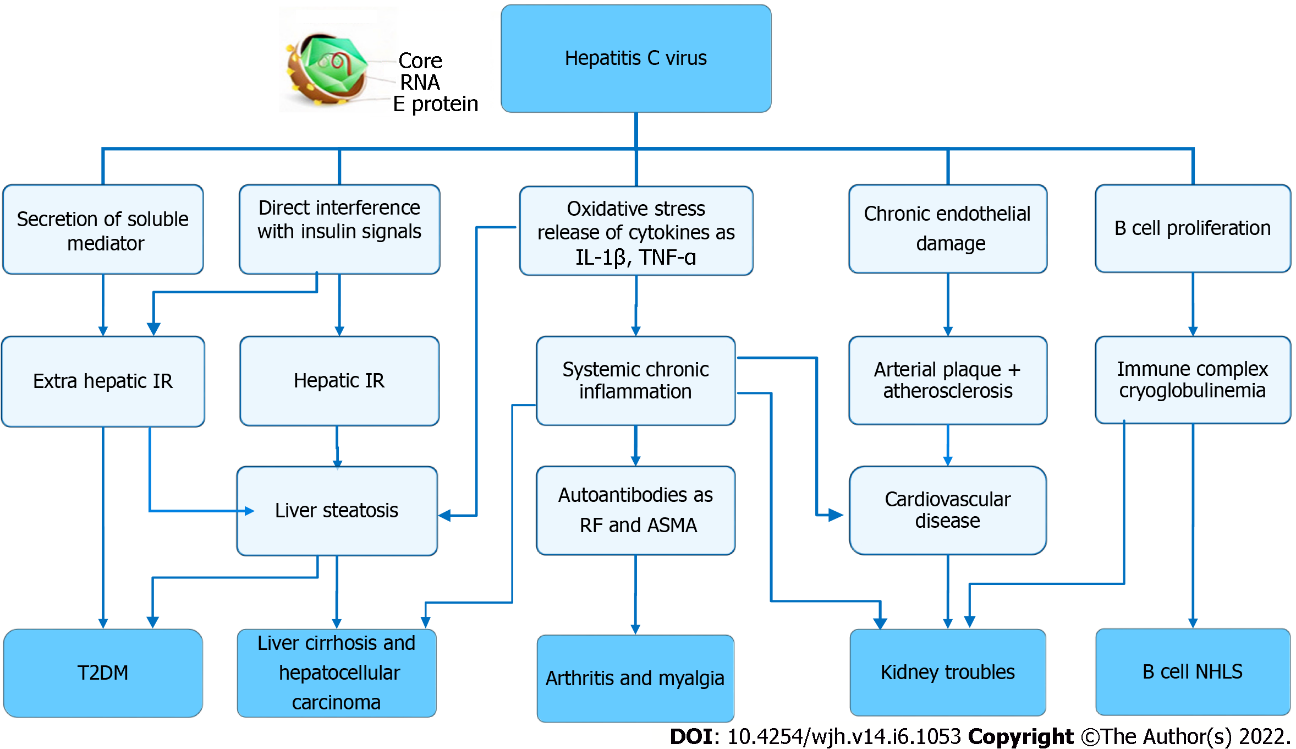 Hepatitis C virus
Core
RNA
E protein
Secretion of soluble
mediator
Direct interference
with insulin signals
Oxidative stress
release of cytokines as
IL-1β, TNF-α
Chronic endothelial
damage
B cell proliferation
Extra hepatic IR
Hepatic IR
Systemic chronic
inflammation
Arterial plaque +
atherosclerosis
Immune complex
cryoglobulinemia
Liver steatosis
Autoantibodies as
RF and ASMA
Cardiovascular
disease
T2DM
Liver cirrhosis and
hepatocellular
carcinoma
Arthritis and myalgia
Kidney troubles
B cell NHLS
DOI: 10.4254/wjh.v14.i6.1053 Copyright ©The Author(s) 2022.